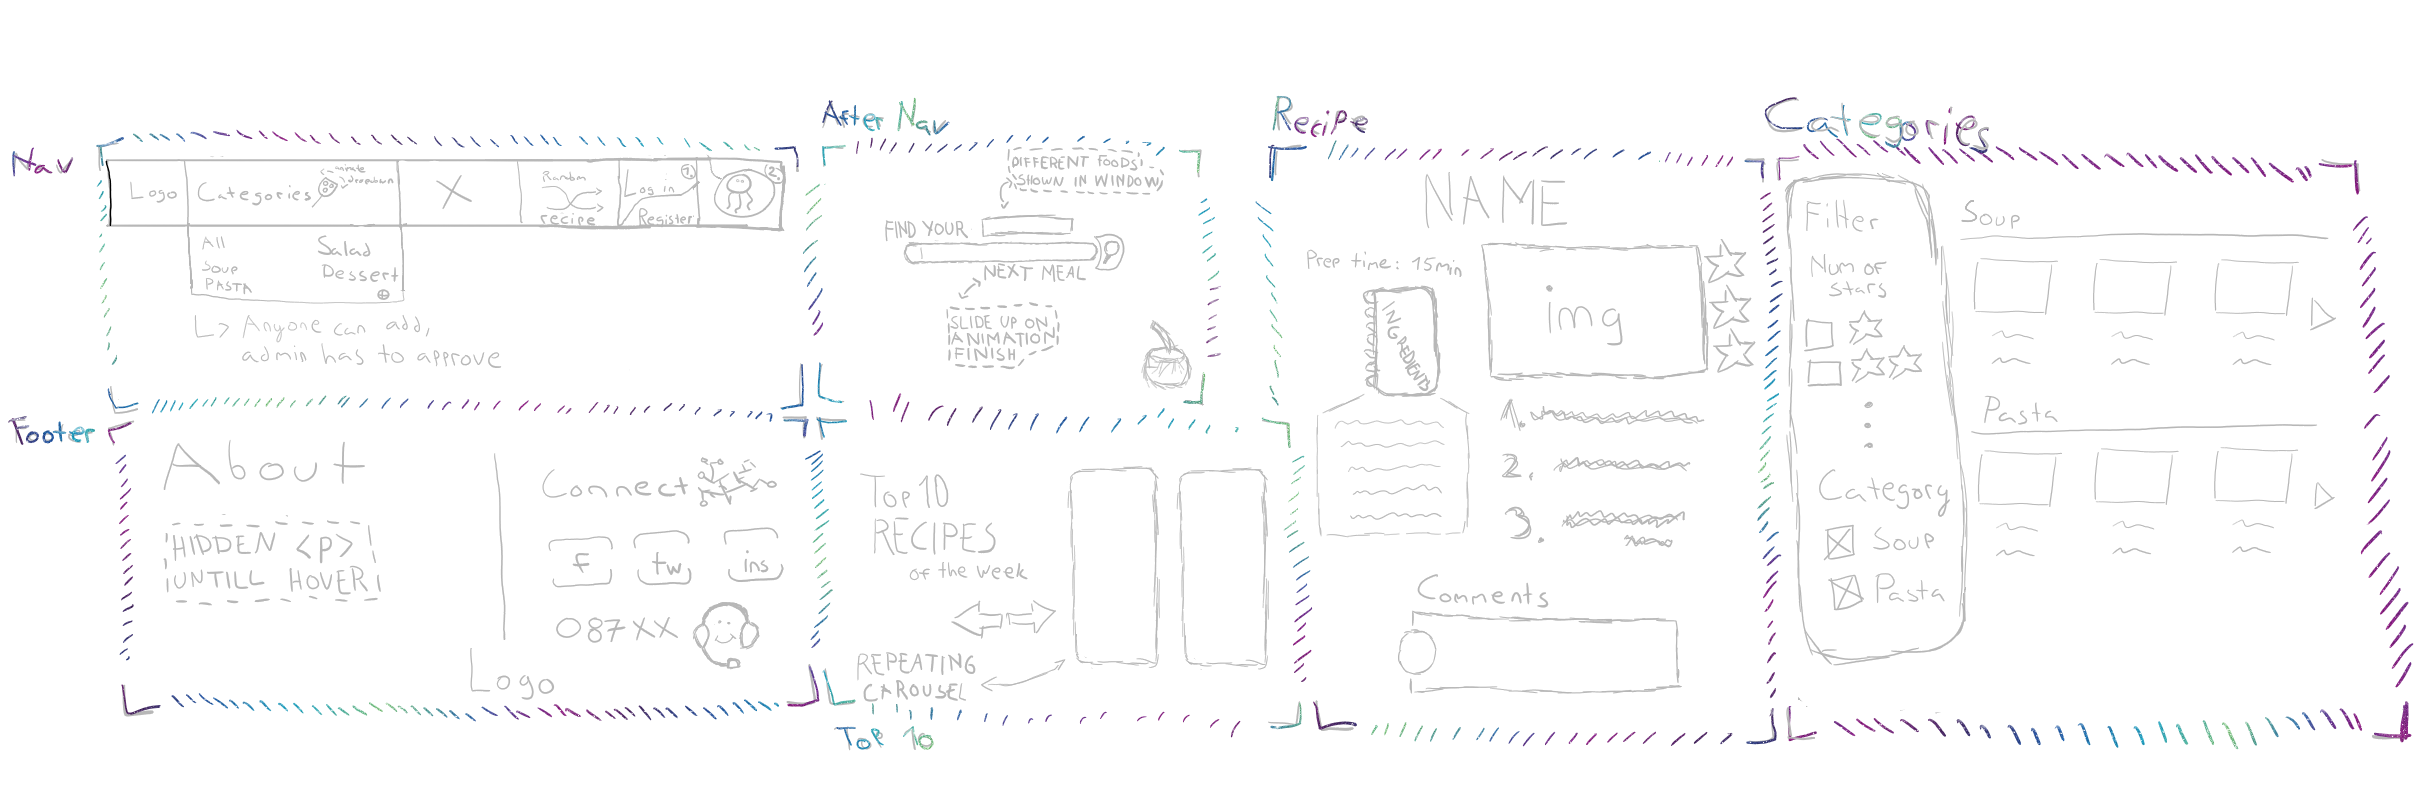 Nav
Logo
Categories
animate
dropdown
X
Random
recipe
1.
Log in
Register
2.
All
Soup
PASTA
Salad
Dessert
Anyone can add,
admin has to approve
After Nav
DIFFERENT FOODS
SHOWN IN WINDOW
FIND YOUR
NEXT MEAL
SLIDE UP ON
ANIMATION
FINISH
Recipe
NAME
Prep time: 15min
INGREDIENTS
img
1.
2.
3.
Comments
Categories
Filter
Num of
stars
Category
Soup
Pasta
Soup
Pasta
Footer
About
HIDDEN <P>
UNTILL HOVER
Connect
f
tw
ins
087XX
Logo
Top 10
RECIPES
of the week
REPEATING
CAROUSEL
Top 10